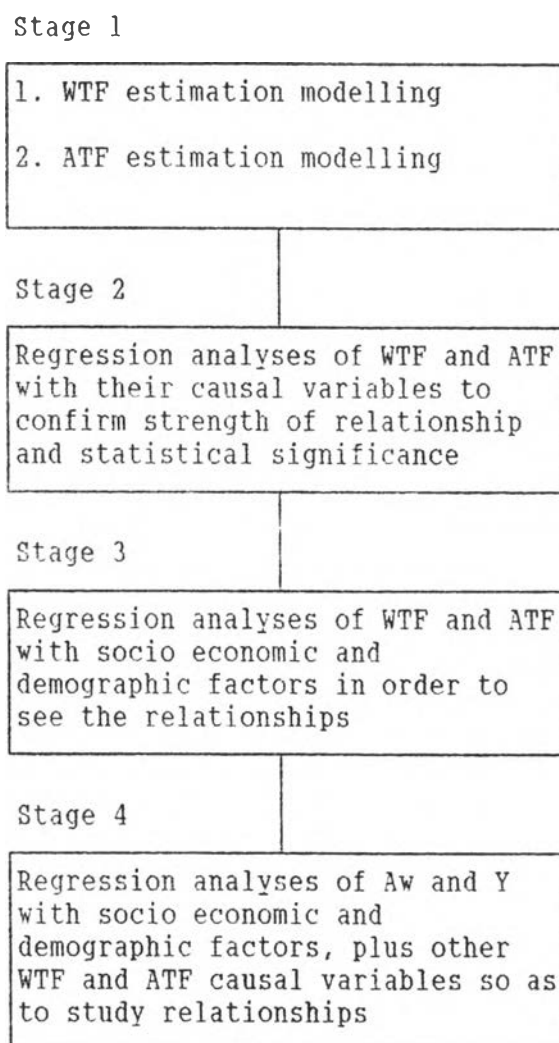 Stage 1
1. WTF estimation modelling
2. ATF estimation modelling
Stage 2
Regression analyses of WTF and ATF
with their causal variables to
confirm strength of relationship
and statistical significance
Stage 3
Regression analyses of WTF and ATF
with socio economic and
demographic factors in order to
see the relationships
Stage 4
Regression analyses of Aw and Y
with socio economic and
demographic factors, plus other
WTF and ATF causal variables so as
to study relationships